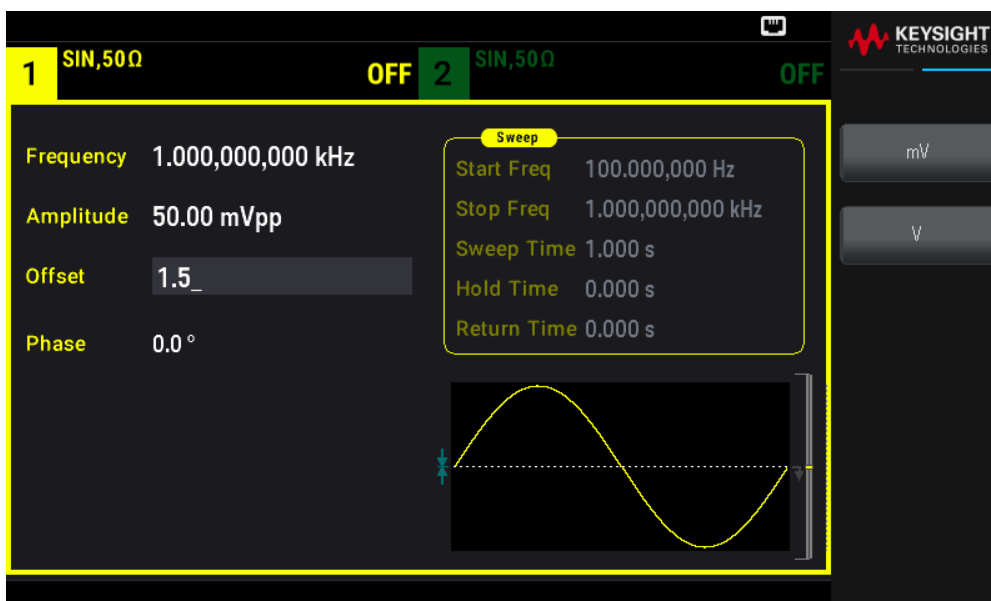 KEYSIGHT
TECHNOLOGIES
1 SIN,50Ω OFF 2 SIN,50Ω OFF
Frequency 1.000,000,000 kHz
Amplitude 50.00 mVpp
Offset 1.5_
Phase 0.0 °
Sweep
Start Freq 100.000,000 Hz
Stop Freq 1.000,000,000 kHz
Sweep Time 1.000 s
Hold Time 0.000 s
Return Time 0.000 s
mV
V